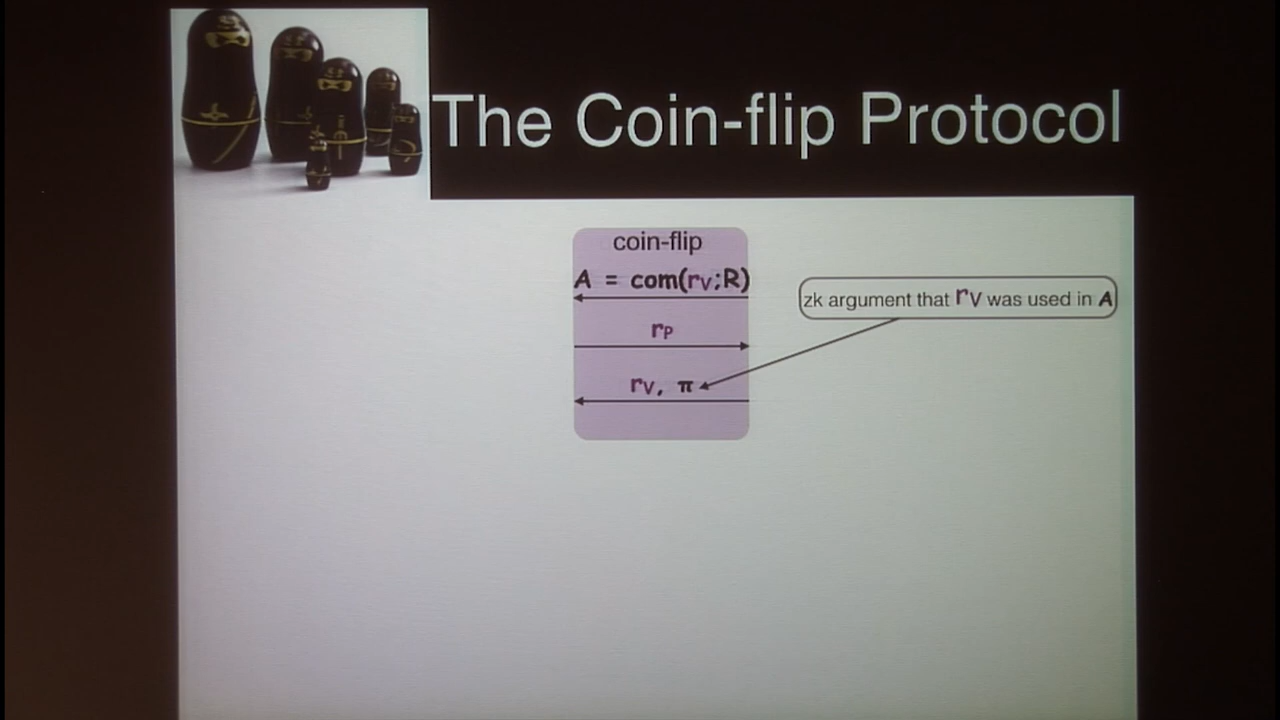 The Coin-flip Protocol
coin-flip
A = com(rV;R)
zk argument that rV was used in A
rP
rV, π